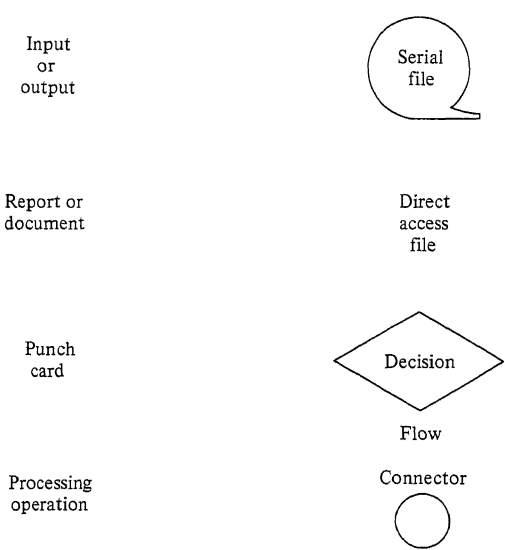 Input
or
output
Serial
file
Report or
document
Direct
access
file
Punch
card
Decision
Flow
Processing
operation
Connector